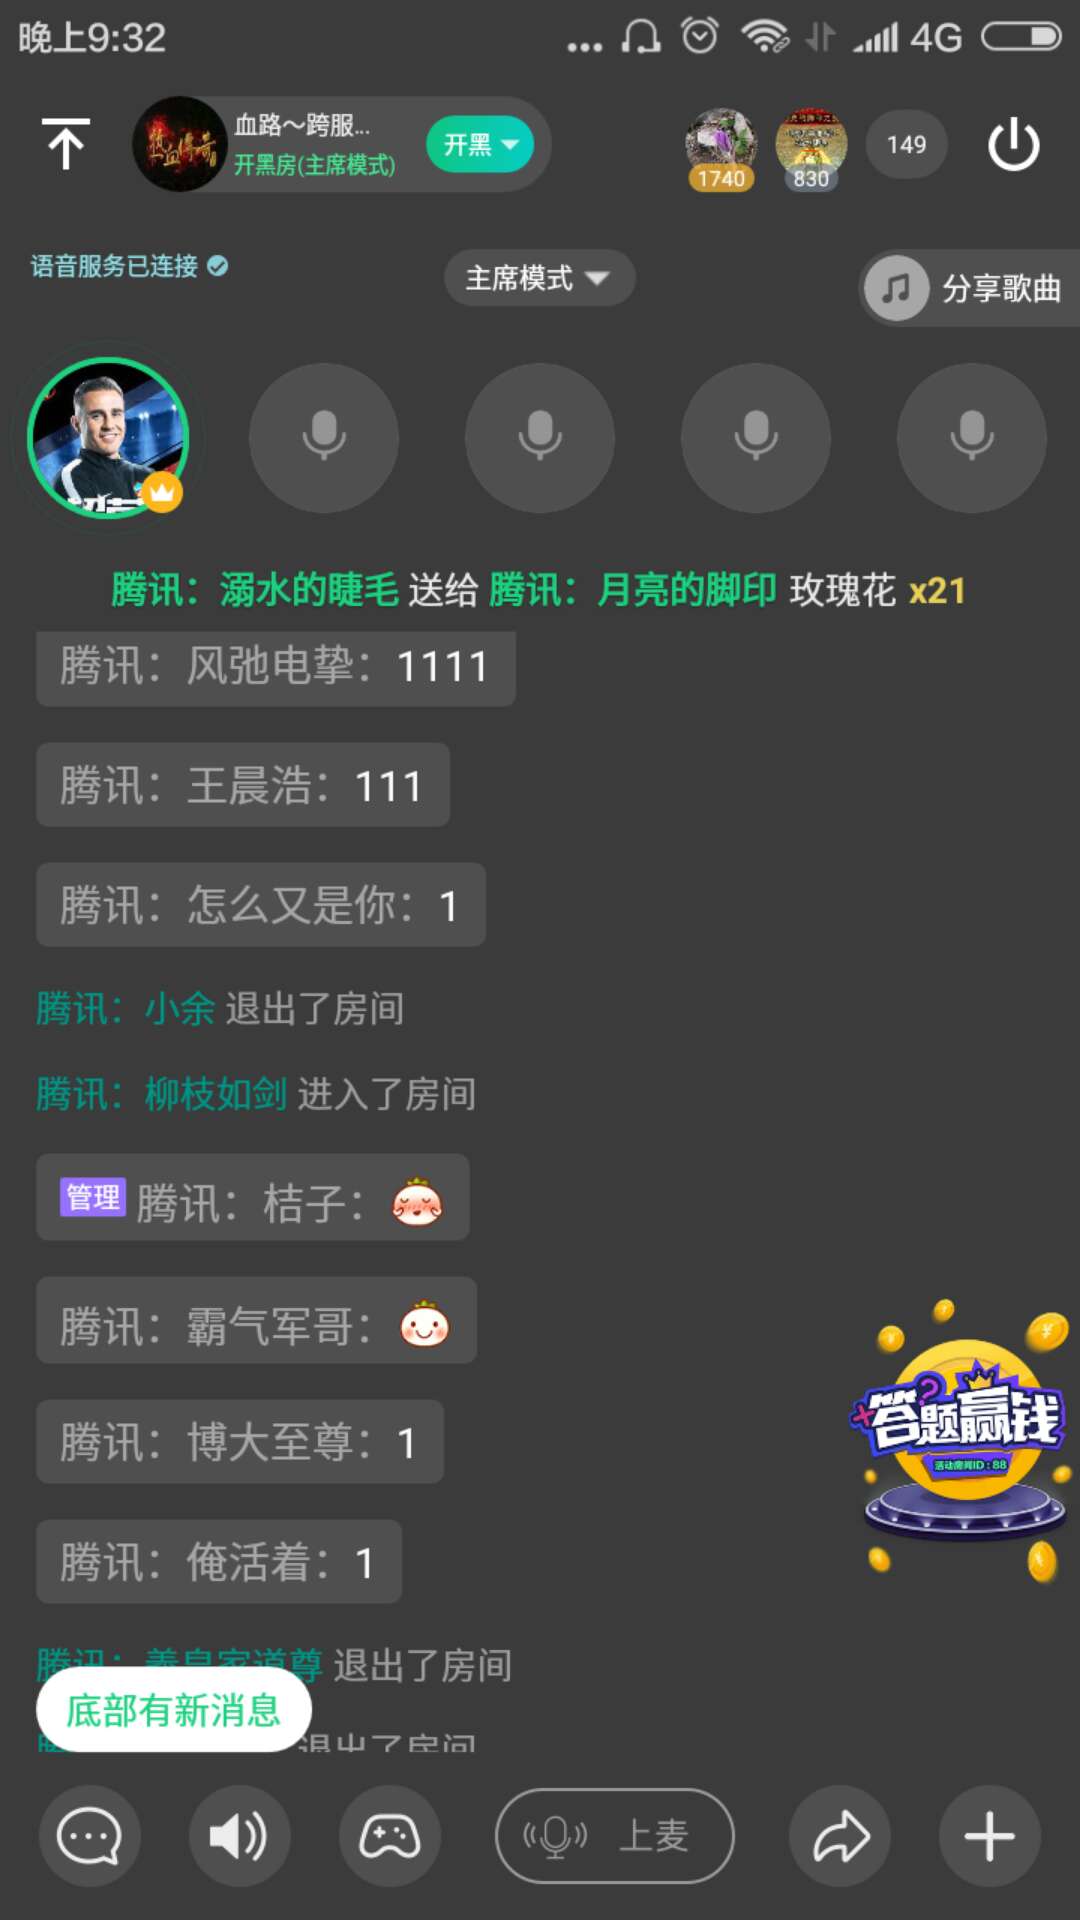 晚上9:32
4G
热血传奇
血路～跨服...
开黑房(主席模式)
开黑
1740
830
149
语音服务已连接
主席模式
分享歌曲
腾讯：溺水的睫毛 送给 腾讯：月亮的脚印 玫瑰花 x21
腾讯：风弛电挚：1111
腾讯：王晨浩：111
腾讯：怎么又是你：1
腾讯：小余 退出了房间
腾讯：柳枝如剑 进入了房间
管理 腾讯：桔子：
腾讯：霸气军哥：
答题赢钱
活动房间ID:88
腾讯：博大至尊：1
腾讯：俺活着：1
退出了房间
底部有新消息
退出了房间
上麦